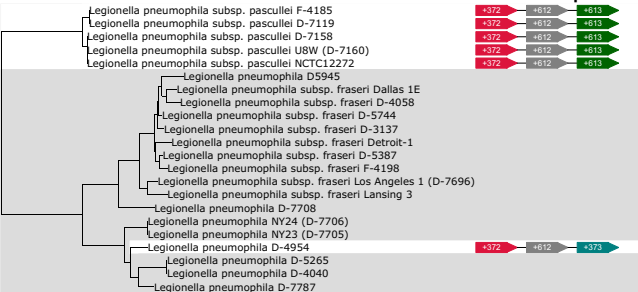 Legionella pneumophila subsp. pascullei F-4185 +372 +612 +613
Legionella pneumophila subsp. pascullei D-7119 +372 +612 +613
Legionella pneumophila subsp. pascullei D-7158 +372 +612 +613
Legionella pneumophila subsp. pascullei U8W (D-7160) +372 +612 +613
Legionella pneumophila subsp. pascullei NCTC12272 +372 +612 +613
Legionella pneumophila D5945
Legionella pneumophila subsp. fraseri Dallas 1E
Legionella pneumophila subsp. fraseri D-4058
Legionella pneumophila subsp. fraseri D-5744
Legionella pneumophila subsp. fraseri D-3137
Legionella pneumophila subsp. fraseri Detroit-1
Legionella pneumophila subsp. fraseri D-5387
Legionella pneumophila subsp. fraseri F-4198
Legionella pneumophila subsp. fraseri Los Angeles 1 (D-7696)
Legionella pneumophila subsp. fraseri Lansing 3
Legionella pneumophila D-7708
Legionella pneumophila NY24 (D-7706)
Legionella pneumophila NY23 (D-7705)
Legionella pneumophila D-4954 +372 +612 +373
Legionella pneumophila D-5265
Legionella pneumophila D-4040
Legionella pneumophila D-7787